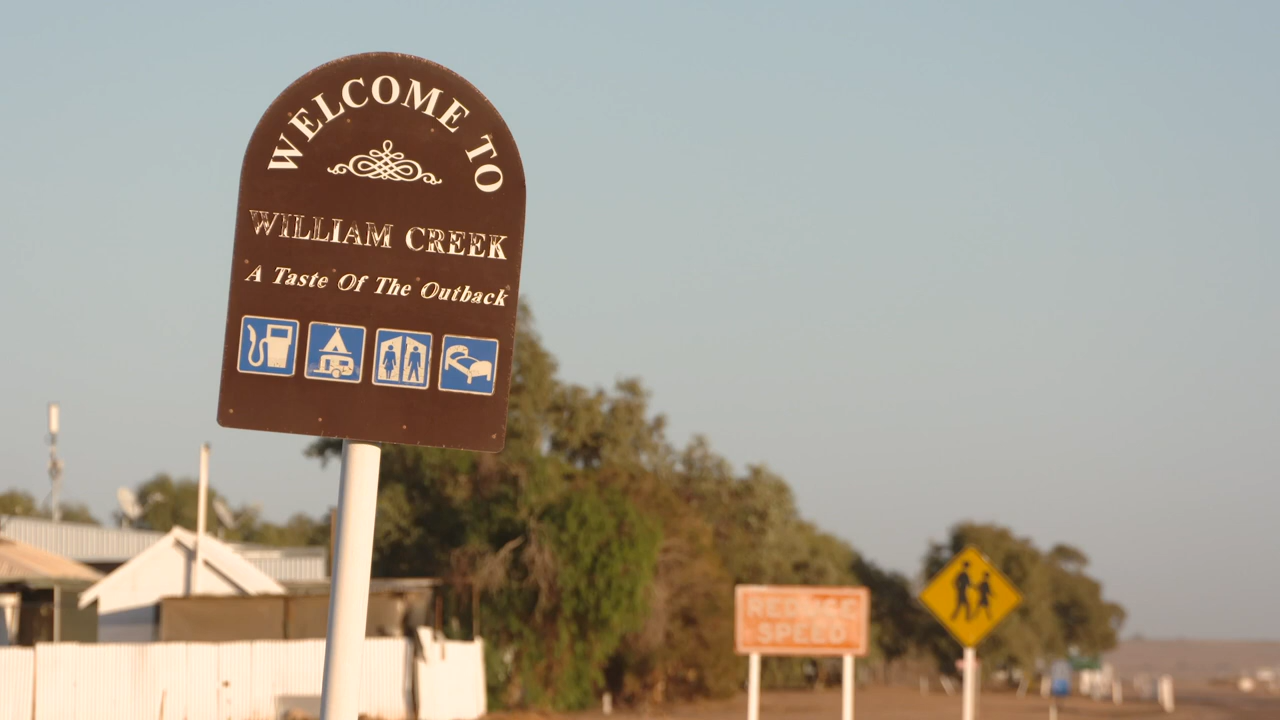 WELCOME TO
WILLIAM CREEK
A Taste Of The Outback
REDUCE
SPEED